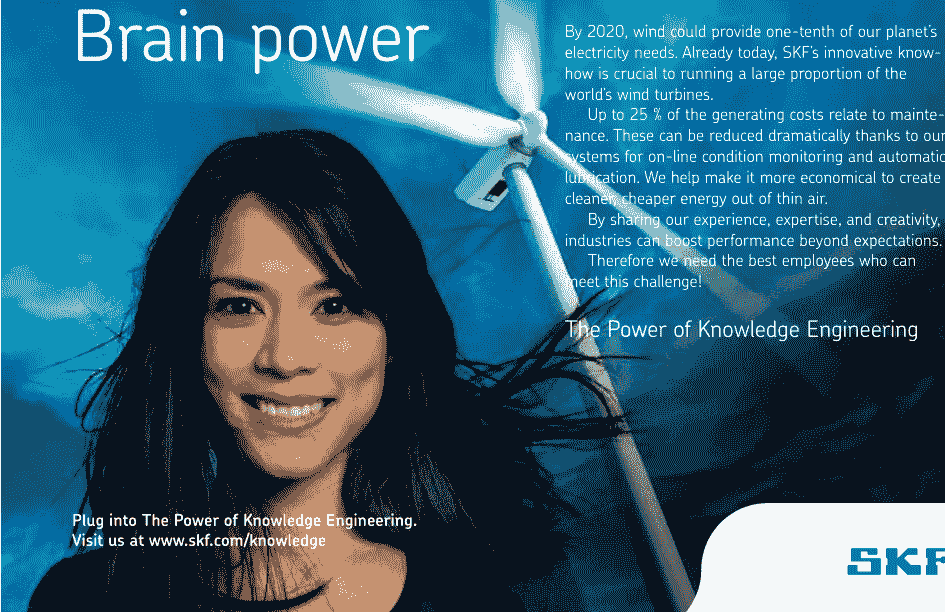 Brain power
By 2020, wind could provide one-tenth of our planet's
electricity needs. Already today, SKF's innovative know-
how is crucial to running a large proportion of the
world's wind turbines.
Up to 25 % of the generating costs relate to mainte-
nance. These can be reduced dramatically thanks to our
systems for on-line condition monitoring and automatic
lubrication. We help make it more economical to create
cleaner, cheaper energy out of thin air.
By sharing our experience, expertise, and creativity,
industries can boost performance beyond expectations.
Therefore we need the best employees who can
meet this challenge!
The Power of Knowledge Engineering
Plug into The Power of Knowledge Engineering.
Visit us at www.skf.com/knowledge
SKF